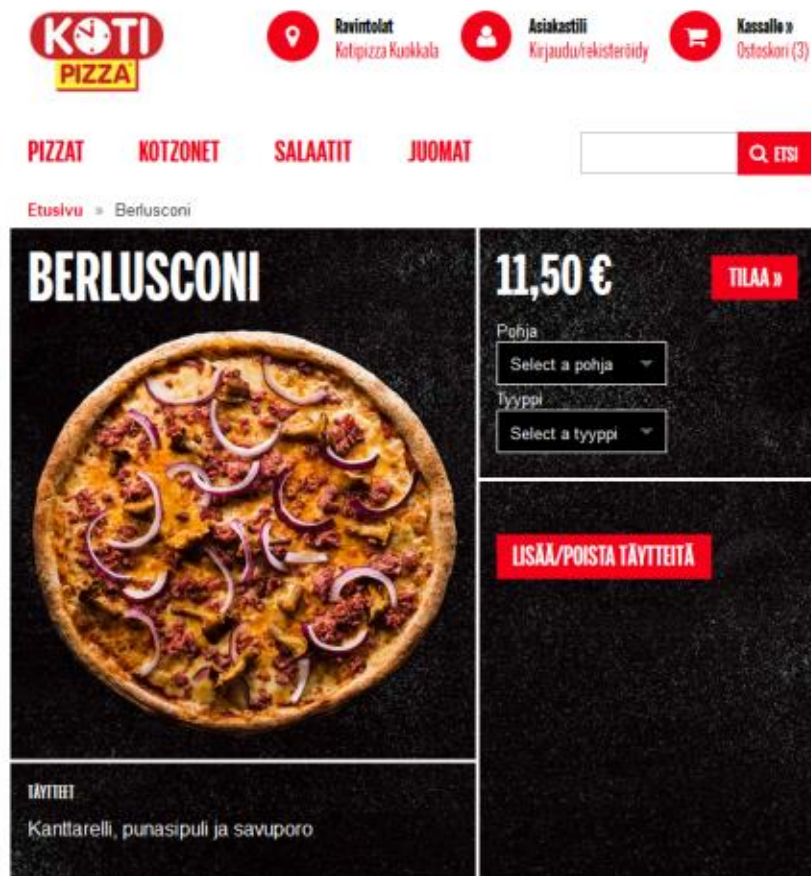 KOTI
PIZZA
Ravintolat
Kotipizza Kuokkala
Asiakastili
Kirjaudu/rekisteröidy
Kassalle »
Ostoskori (3)
PIZZAT KOTZONET SALAATIT JUOMAT
ETSI
Etusivu » Berlusconi
BERLUSCONI
11,50 €
TILAA »
Pohja
Select a pohja
Tyyppi
Select a tyyppi
LISÄÄ/POISTA TÄYTTEITÄ
TÄYTTEET
Kanttarelli, punasipuli ja savuporo